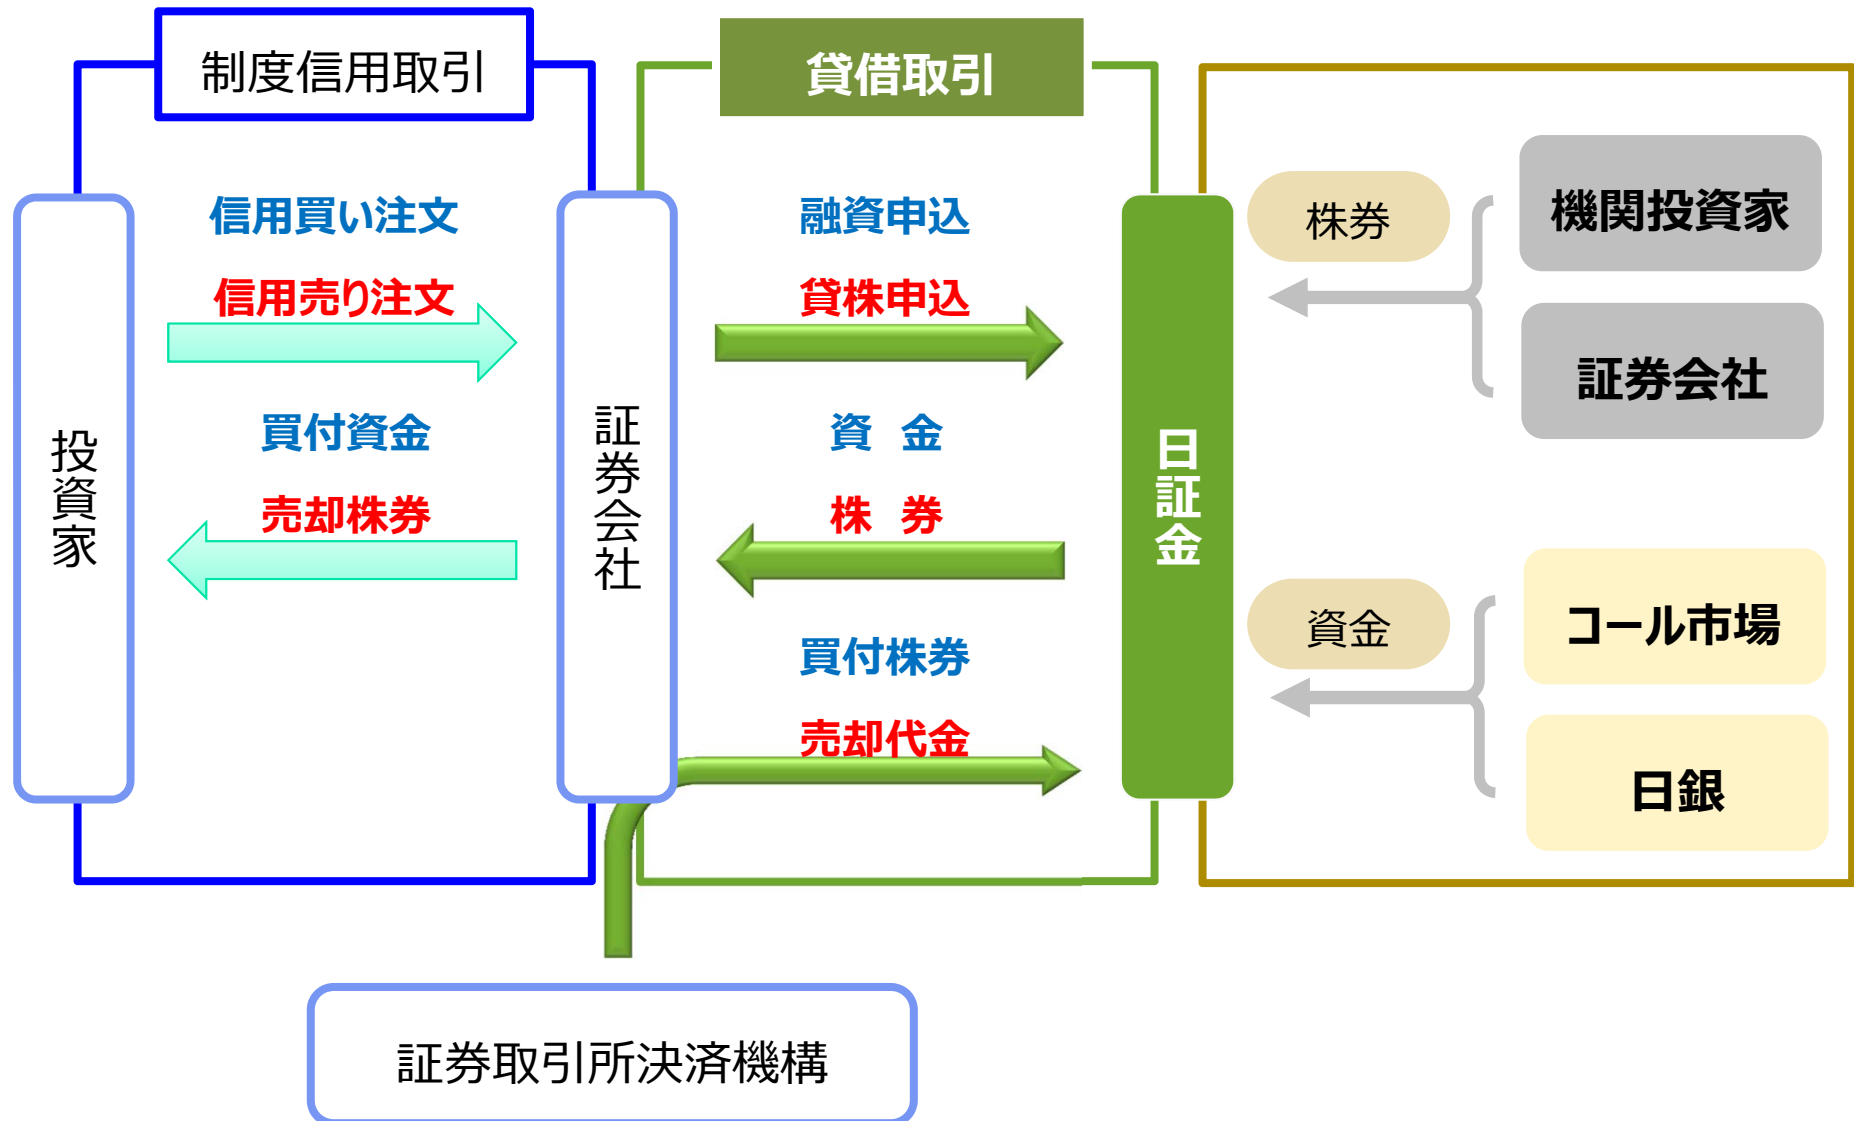 制度信用取引
貸借取引
信用買い注文
信用売り注文
買付資金
売却株券
投資家
証券会社
融資申込
貸株申込
資 金
株 券
買付株券
売却代金
日証金
株券
機関投資家
証券会社
資金
コール市場
日銀
証券取引所決済機構